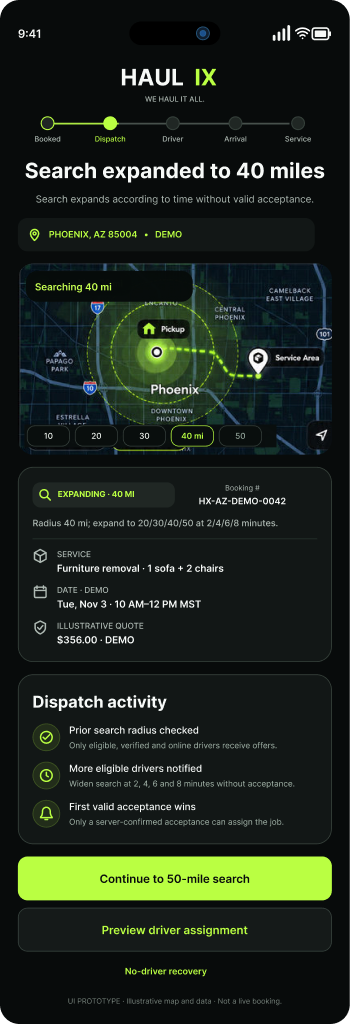 9:41
HAUL IX
WE HAUL IT ALL.
Booked
Dispatch
Driver
Arrival
Service
Search expanded to 40 miles
Search expands according to time without valid acceptance.
PHOENIX, AZ 85004 • DEMO
Searching 40 mi
ENCANTO
17
CENTRAL
PHOENIX
CAMELBACK
EAST VILLAGE
101
Pickup
PAPAGO
PARK
Service Area
10
Phoenix
ESTRELLA
DOWNTOWN
PHOENIX
10
20
30
40 mi
50
EXPANDING · 40 MI
Booking #
HX-AZ-DEMO-0042
Radius 40 mi; expand to 20/30/40/50 at 2/4/6/8 minutes.
SERVICE
Furniture removal · 1 sofa + 2 chairs
DATE · DEMO
Tue, Nov 3 · 10 AM–12 PM MST
ILLUSTRATIVE QUOTE
$356.00 · DEMO
Dispatch activity
Prior search radius checked
Only eligible, verified and online drivers receive offers.
More eligible drivers notified
Widen search at 2, 4, 6 and 8 minutes without acceptance.
First valid acceptance wins
Only a server-confirmed acceptance can assign the job.
Continue to 50-mile search
Preview driver assignment
No-driver recovery
UI PROTOTYPE · Illustrative map and data · Not a live booking.